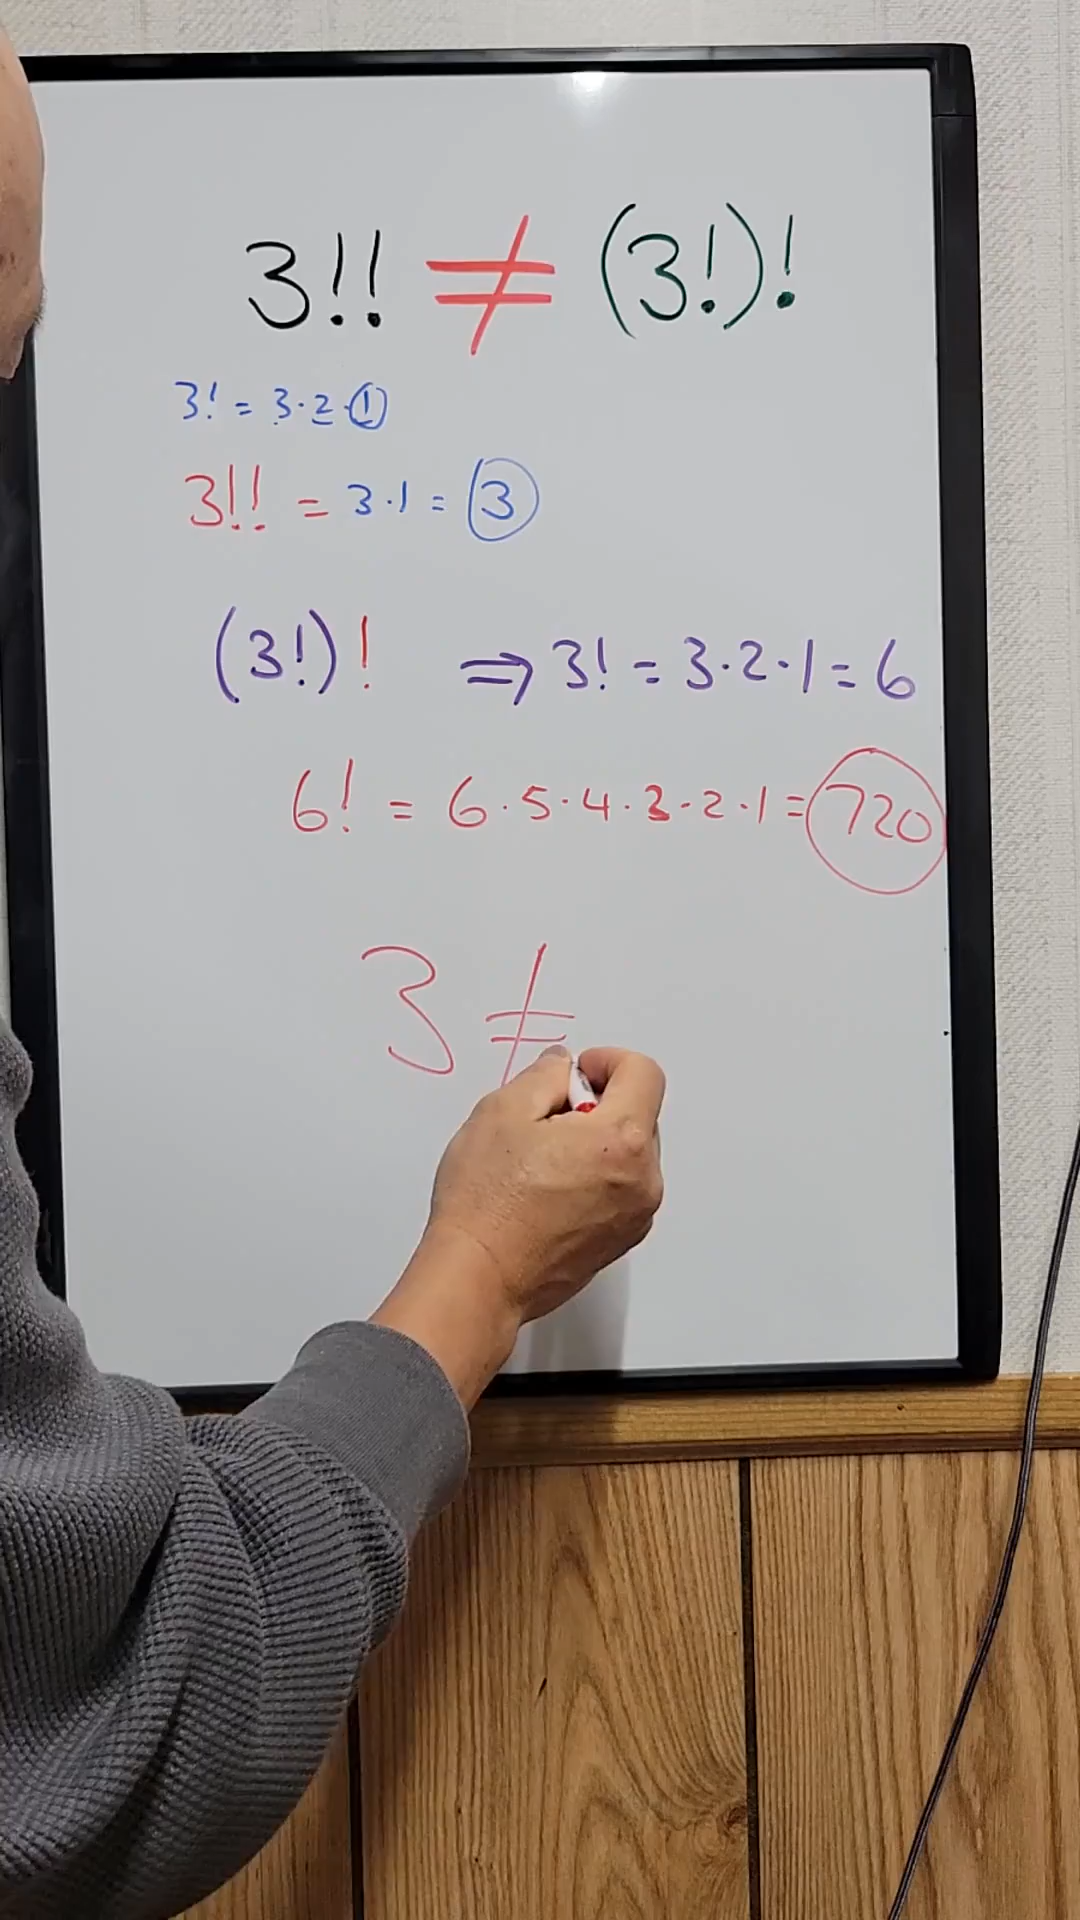 3!! ≠ (3!)!
3! = 3·2·1
3!! = 3·1 = 3
(3!)! ⇒ 3! = 3·2·1 = 6
6! = 6·5·4·3·2·1 = 720
3 ≠